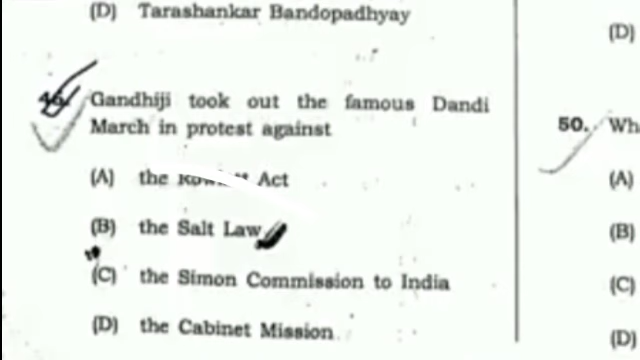 (D) Tarashankar Bandopadhyay
Gandhiji took out the famous Dandi
March in protest against
(A) the Act
(B) the Salt Law
(C) the Simon Commission to India
(D) the Cabinet Mission
(D)
50. Wh
(A)
(B)
(C)
(D)